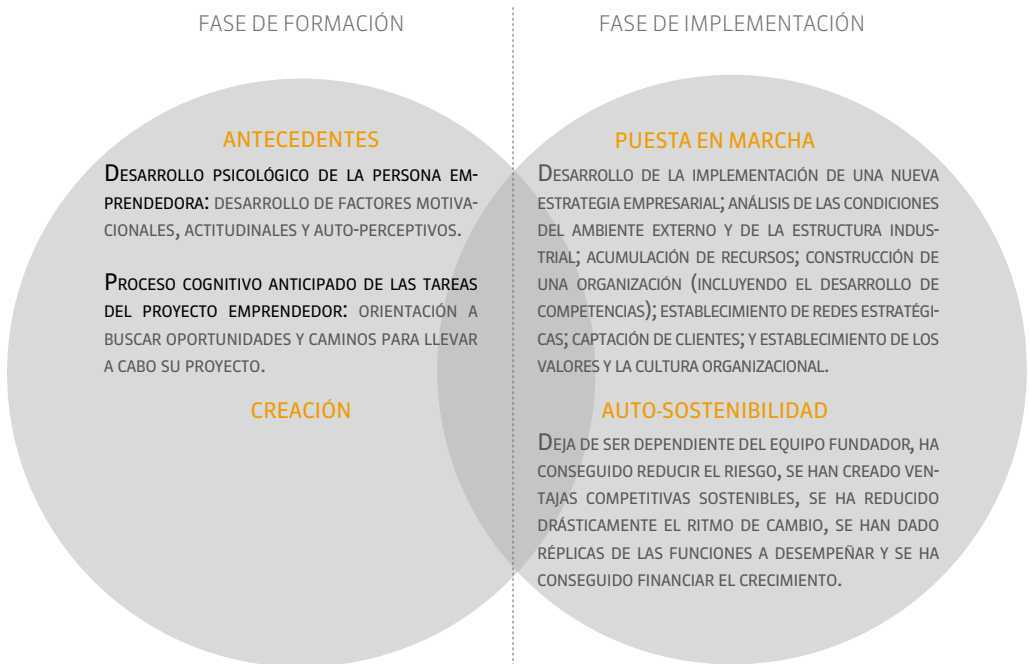 FASE DE FORMACIÓN
FASE DE IMPLEMENTACIÓN
ANTECEDENTES
DESARROLLO PSICOLÓGICO DE LA PERSONA EM-
PRENDEDORA: DESARROLLO DE FACTORES MOTIVA-
CIONALES, ACTITUDINALES Y AUTO-PERCEPTIVOS.
PROCESO COGNITIVO ANTICIPADO DE LAS TAREAS
DEL PROYECTO EMPRENDEDOR: ORIENTACIÓN A
BUSCAR OPORTUNIDADES Y CAMINOS PARA LLEVAR
A CABO SU PROYECTO.
CREACIÓN
PUESTA EN MARCHA
DESARROLLO DE LA IMPLEMENTACIÓN DE UNA NUEVA
ESTRATEGIA EMPRESARIAL; ANÁLISIS DE LAS CONDICIONES
DEL AMBIENTE EXTERNO Y DE LA ESTRUCTURA INDUS-
TRIAL; ACUMULACIÓN DE RECURSOS; CONSTRUCCIÓN DE
UNA ORGANIZACIÓN (INCLUYENDO EL DESARROLLO DE
COMPETENCIAS); ESTABLECIMIENTO DE REDES ESTRATÉGI-
CAS; CAPTACIÓN DE CLIENTES; Y ESTABLECIMIENTO DE LOS
VALORES Y LA CULTURA ORGANIZACIONAL.
AUTO-SOSTENIBILIDAD
DEJA DE SER DEPENDIENTE DEL EQUIPO FUNDADOR, HA
CONSEGUIDO REDUCIR EL RIESGO, SE HAN CREADO VEN-
TAJAS COMPETITIVAS SOSTENIBLES, SE HA REDUCIDO
DRÁSTICAMENTE EL RITMO DE CAMBIO, SE HAN DADO
RÉPLICAS DE LAS FUNCIONES A DESEMPEÑAR Y SE HA
CONSEGUIDO FINANCIAR EL CRECIMIENTO.